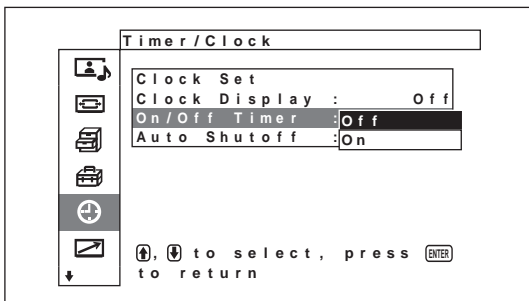 Timer/Clock
Clock Set
Clock Display : Off
On/Off Timer : Off
Auto Shutoff : On
, to select, press ENTER
to return